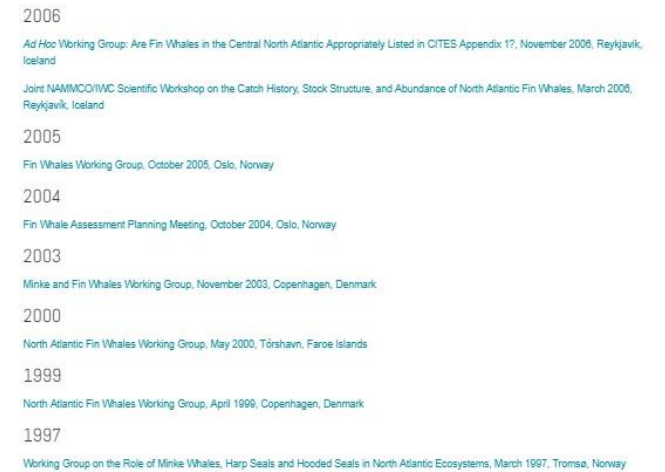 2006
Ad Hoc Working Group: Are Fin Whales in the Central North Atlantic Appropriately Listed in CITES Appendix 1?, November 2006, Reykjavik,
Iceland
Joint NAMMCO/IWC Scientific Workshop on the Catch History, Stock Structure, and Abundance of North Atlantic Fin Whales, March 2006,
Reykjavík, Iceland
2005
Fin Whales Working Group, October 2005, Oslo, Norway
2004
Fin Whale Assessment Planning Meeting, October 2004, Oslo, Norway
2003
Minke and Fin Whales Working Group, November 2003, Copenhagen, Denmark
2000
North Atlantic Fin Whales Working Group, May 2000, Tórshavn, Faroe Islands
1999
North Atlantic Fin Whales Working Group, April 1999, Copenhagen, Denmark
1997
Working Group on the Role of Minke Whales, Harp Seals and Hooded Seals in North Atlantic Ecosystems, March 1997, Tromsø, Norway